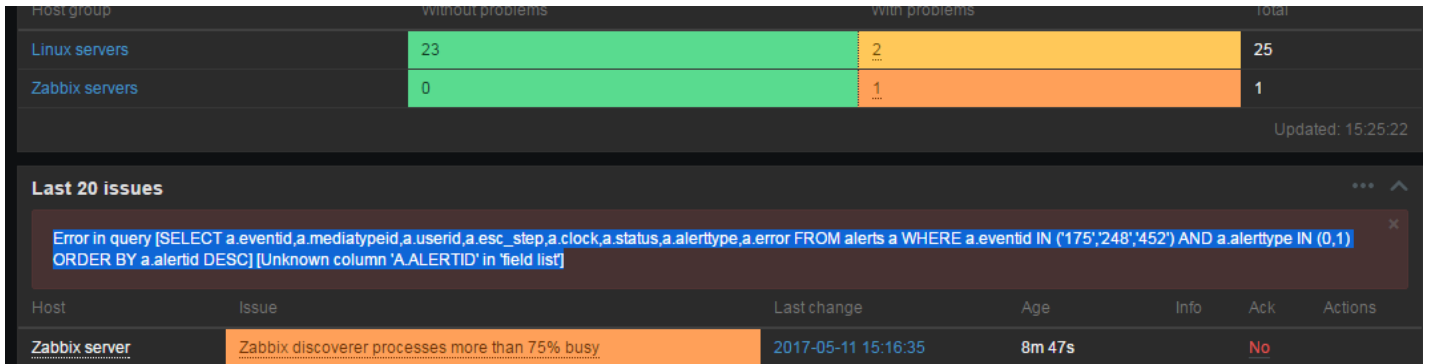 Host group Without problems With problems Total
Linux servers 23 2 25
Zabbix servers 0 1 1
Updated: 15:25:22
Last 20 issues
Error in query [SELECT a.eventid,a.mediatypeid,a.userid,a.esc_step,a.clock,a.status,a.alerttype,a.error FROM alerts a WHERE a.eventid IN ('175','248','452') AND a.alerttype IN (0,1)
ORDER BY a.alertid DESC] [Unknown column 'A.ALERTID' in 'field list']
Host Issue Last change Age Info Ack Actions
Zabbix server Zabbix discoverer processes more than 75% busy 2017-05-11 15:16:35 8m 47s No